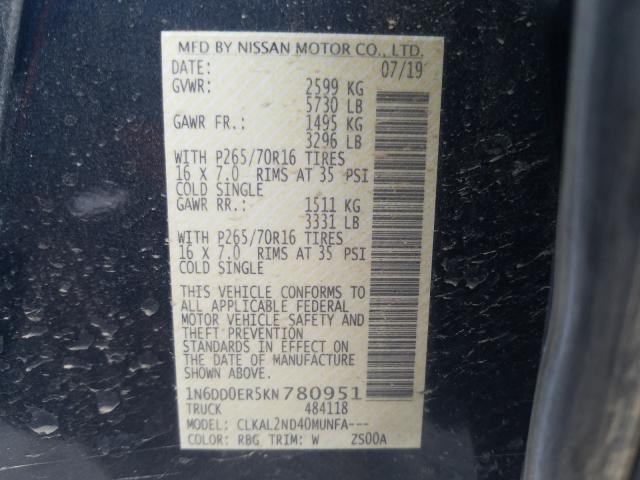 MFD BY NISSAN MOTOR CO., LTD.
DATE: 07/19
GVWR: 2599 KG
5730 LB
GAWR FR.: 1495 KG
3296 LB
WITH P265/70R16 TIRES
16 X 7.0 RIMS AT 35 PSI
COLD SINGLE
GAWR RR.: 1511 KG
3331 LB
WITH P265/70R16 TIRES
16 X 7.0 RIMS AT 35 PSI
COLD SINGLE
THIS VEHICLE CONFORMS TO
ALL APPLICABLE FEDERAL
MOTOR VEHICLE SAFETY AND
THEFT PREVENTION
STANDARDS IN EFFECT ON
THE DATE OF MANUFACTURE
SHOWN ABOVE.
1N6DD0ER5KN780951
TRUCK 484118
MODEL: CLKAL2ND40MUNFA---
COLOR: RBG TRIM: W ZS00A